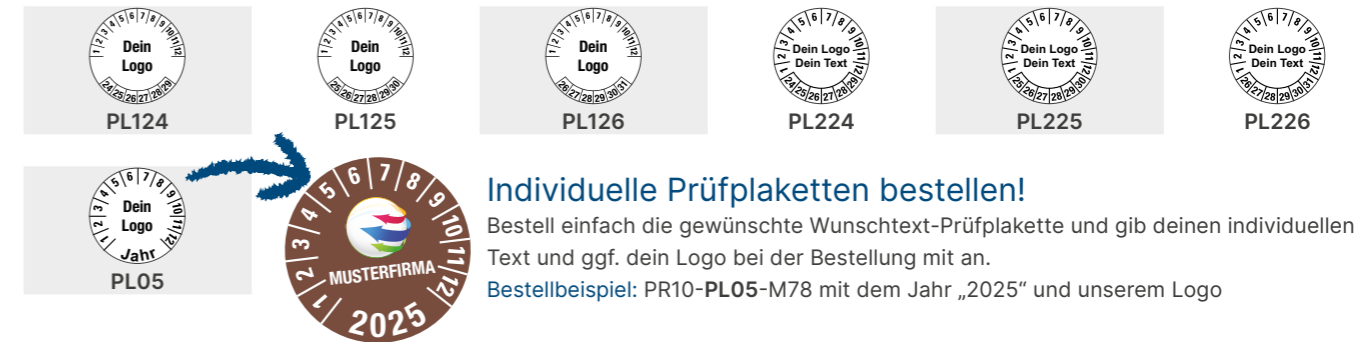 1 2 3 4 5 6 7 8 9 10 11 12
Dein
Logo
24 25 26 27 28 29
PL124
1 2 3 4 5 6 7 8 9 10 11 12
Dein
Logo
25 26 27 28 29 30
PL125
1 2 3 4 5 6 7 8 9 10 11 12
Dein
Logo
26 27 28 29 30 31
PL126
1 2 3 4 5 6 7 8 9 10 11 12
Dein Logo
Dein Text
24 25 26 27 28 29
PL224
1 2 3 4 5 6 7 8 9 10 11 12
Dein Logo
Dein Text
25 26 27 28 29 30
PL225
1 2 3 4 5 6 7 8 9 10 11 12
Dein Logo
Dein Text
26 27 28 29 30 31
PL226
1 2 3 4 5 6 7 8 9 10 11 12
Dein
Logo
Jahr
PL05
1 2 3 4 5 6 7 8 9 10 11 12
MUSTERFIRMA
2025
Individuelle Prüfplaketten bestellen!
Bestell einfach die gewünschte Wunschtext-Prüfplakette und gib deinen individuellen
Text und ggf. dein Logo bei der Bestellung mit an.
Bestellbeispiel: PR10-PL05-M78 mit dem Jahr „2025“ und unserem Logo